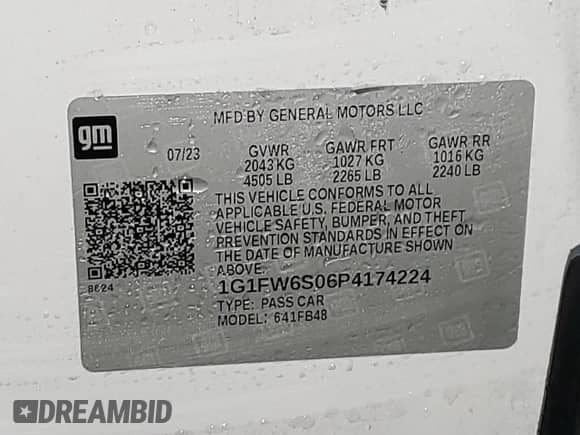 MFD BY GENERAL MOTORS LLC
gm
07/23 GVWR GAWR FRT GAWR RR
2043 KG 1027 KG 1016 KG
4505 LB 2265 LB 2240 LB
THIS VEHICLE CONFORMS TO ALL
APPLICABLE U.S. FEDERAL MOTOR
VEHICLE SAFETY, BUMPER, AND THEFT
PREVENTION STANDARDS IN EFFECT ON
THE DATE OF MANUFACTURE SHOWN
ABOVE.
8624
1G1FW6S06P4174224
TYPE: PASS CAR
MODEL: 641FB48
DREAMBID